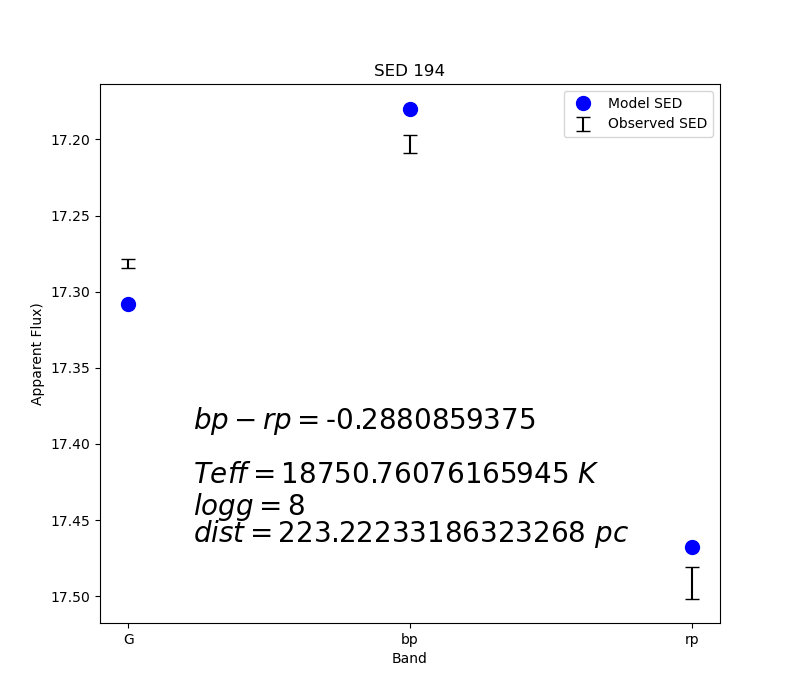 SED 194
Model SED
Observed SED
17.20
17.25
17.30
17.35
17.40
17.45
17.50
Apparent Flux)
bp − rp = -0.2880859375
Teff = 18750.76076165945 K
logg = 8
dist = 223.22233186323268 pc
G
bp
rp
Band